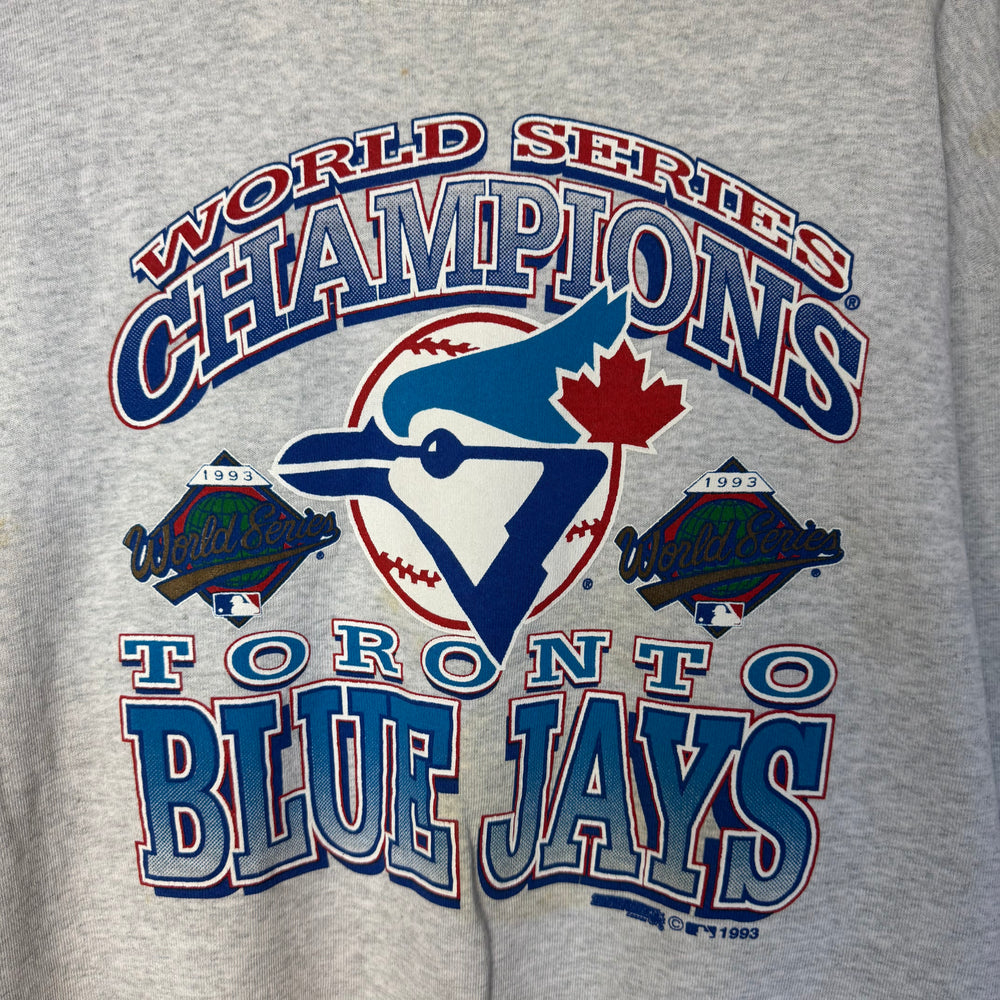 WORLD SERIES
CHAMPIONS®
1993
World Series®
®
1993
World Series®
TORONTO
BLUE JAYS
© 1993